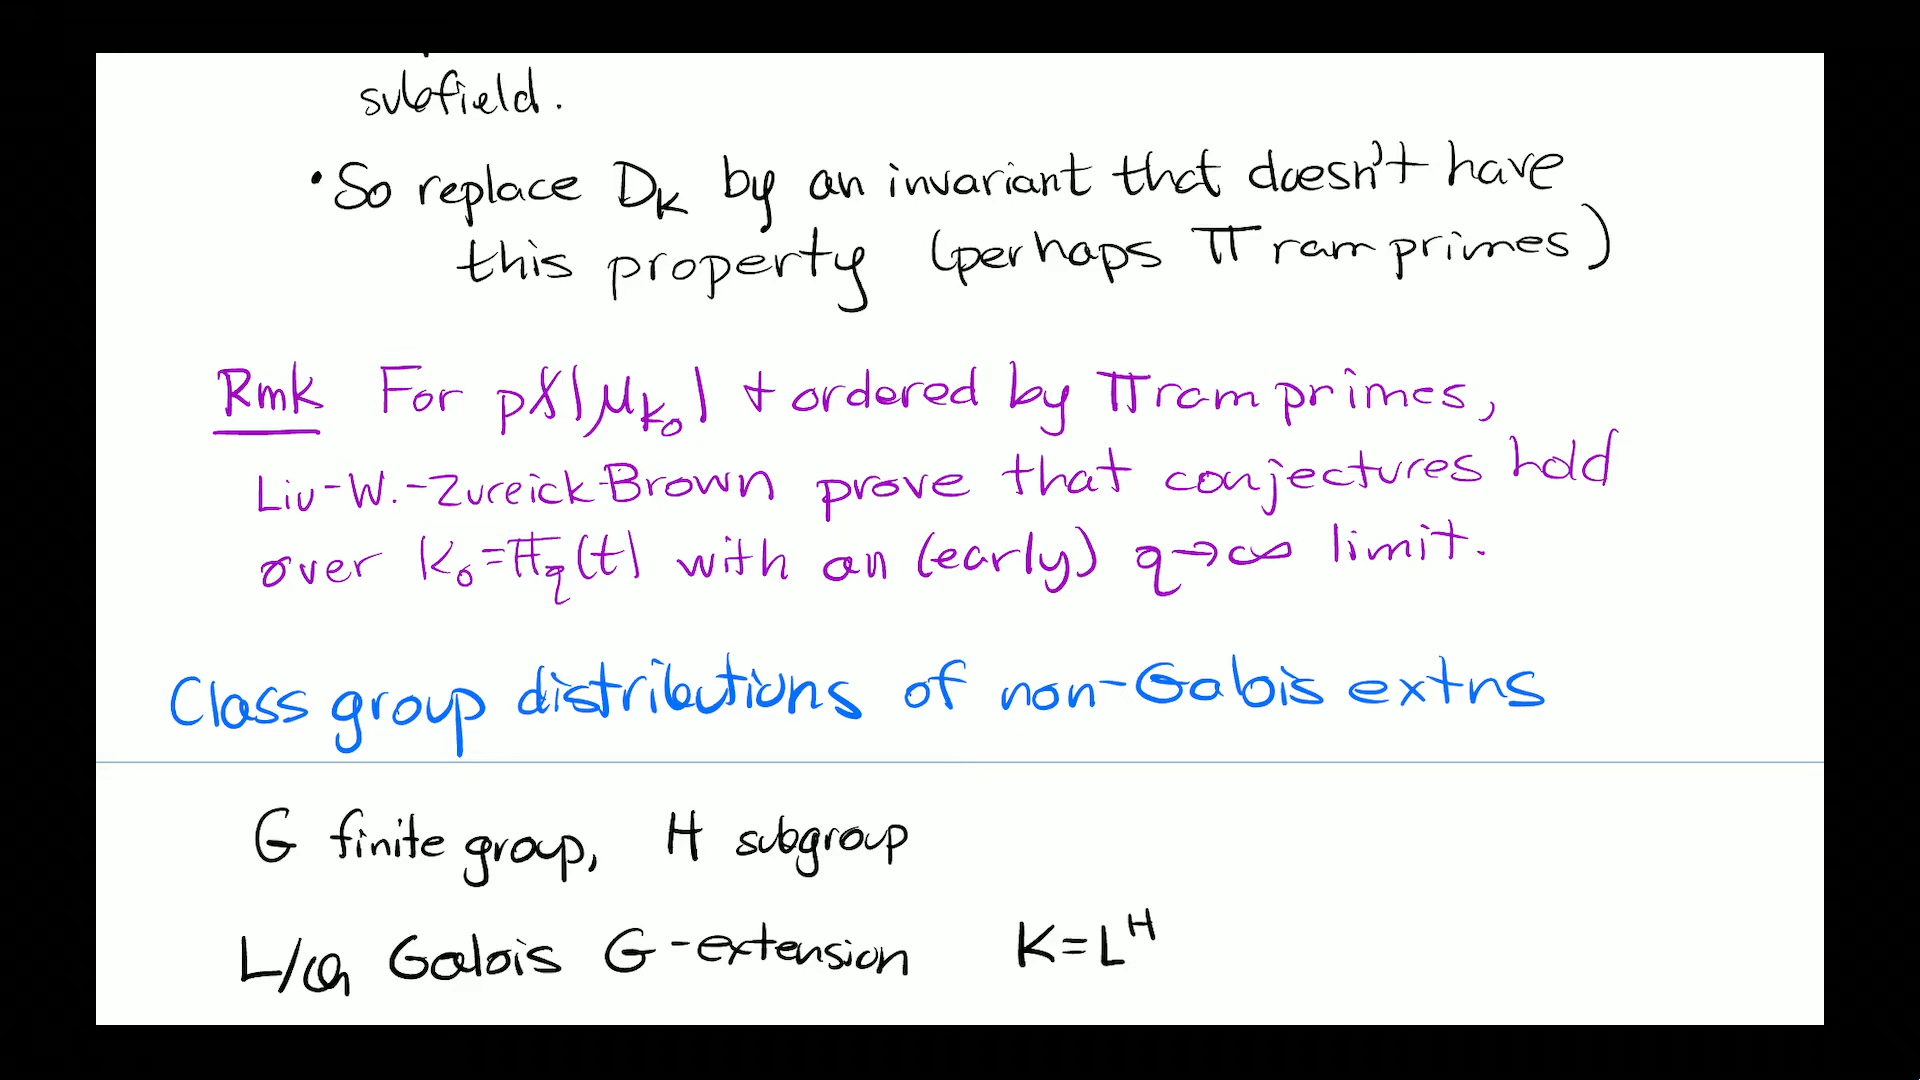 subfield.
• So replace D_K by an invariant that doesn't have
this property (perhaps π ram primes)
Rmk For p∤|μ_{K_0}| + ordered by π ram primes,
Liu-W.-Zureick-Brown prove that conjectures hold
over K_0=𝔽_q(t) with an (early) q→∞ limit.
Class group distributions of non-Galois extns
G finite group, H subgroup
L/ℚ Galois G-extension K=L^H